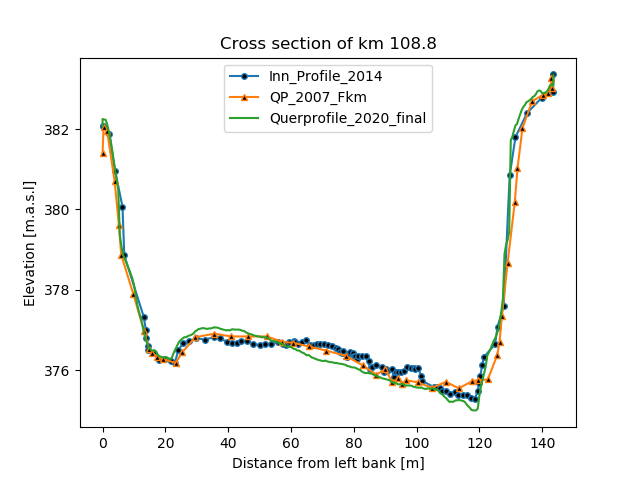 Cross section of km 108.8
Inn_Profile_2014
QP_2007_Fkm
Querprofile_2020_final
Elevation [m.a.s.l]
382
380
378
376
0 20 40 60 80 100 120 140
Distance from left bank [m]